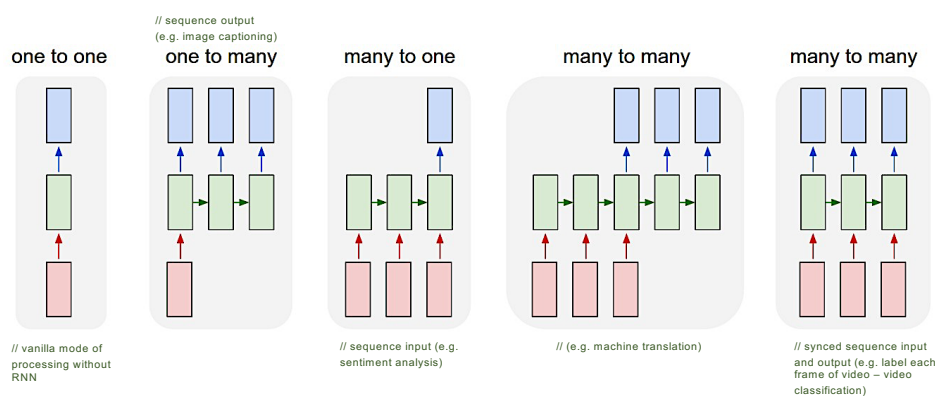 // sequence output
(e.g. image captioning)
one to one
one to many
many to one
many to many
many to many
// vanilla mode of
processing without
RNN
// sequence input (e.g.
sentiment analysis)
// (e.g. machine translation)
// synced sequence input
and output (e.g. label each
frame of video – video
classification)